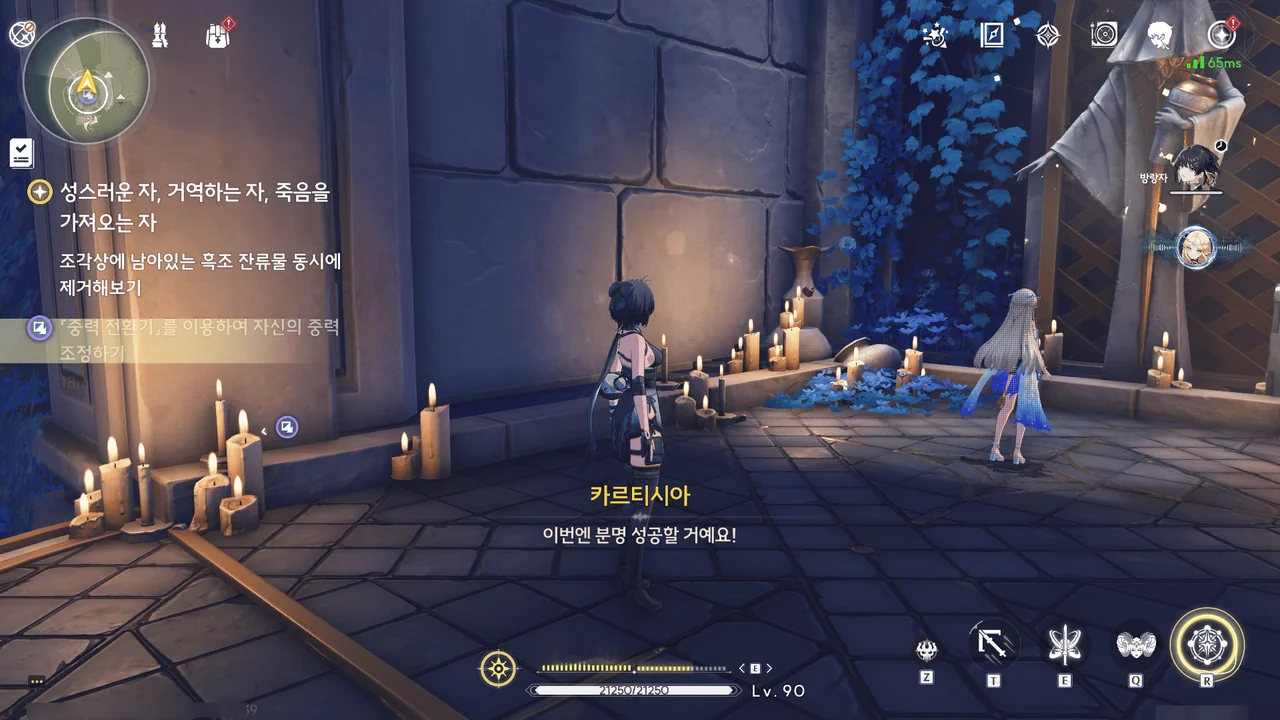 65ms
방랑자
성스러운 자, 거역하는 자, 죽음을
가져오는 자
조각상에 남아있는 흑조 잔류물 동시에
제거해보기
「중력 전환기」를 이용하여 자신의 중력
조정하기
카르티시아
이번엔 분명 성공할 거예요!
E
21250/21250
Lv. 90
Z
T
E
Q
R